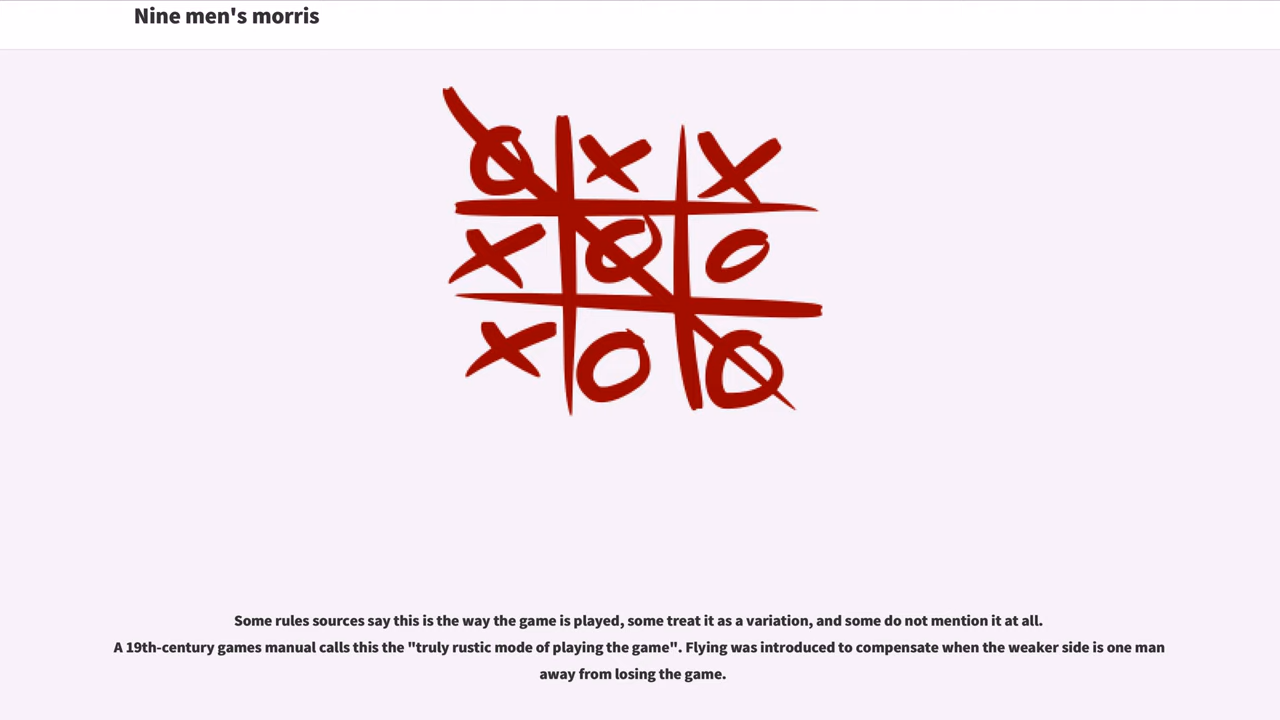 Nine men's morris
O X X
X O O
X O O
Some rules sources say this is the way the game is played, some treat it as a variation, and some do not mention it at all.
A 19th-century games manual calls this the "truly rustic mode of playing the game". Flying was introduced to compensate when the weaker side is one man
away from losing the game.